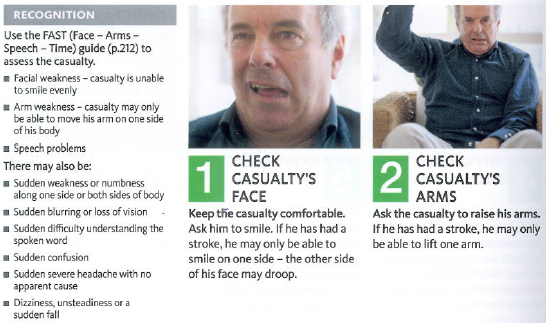 RECOGNITION
Use the FAST (Face – Arms –
Speech – Time) guide (p.212) to
assess the casualty.
Facial weakness – casualty is unable
to smile evenly
Arm weakness – casualty may only
be able to move his arm on one side
of his body
Speech problems
There may also be:
Sudden weakness or numbness
along one side or both sides of body
Sudden blurring or loss of vision
Sudden difficulty understanding the
spoken word
Sudden confusion
Sudden severe headache with no
apparent cause
Dizziness, unsteadiness or a
sudden fall
1 CHECK
CASUALTY'S
FACE
Keep the casualty comfortable.
Ask him to smile. If he has had a
stroke, he may only be able to
smile on one side – the other side
of his face may droop.
2 CHECK
CASUALTY'S
ARMS
Ask the casualty to raise his arms.
If he has had a stroke, he may only
be able to lift one arm.